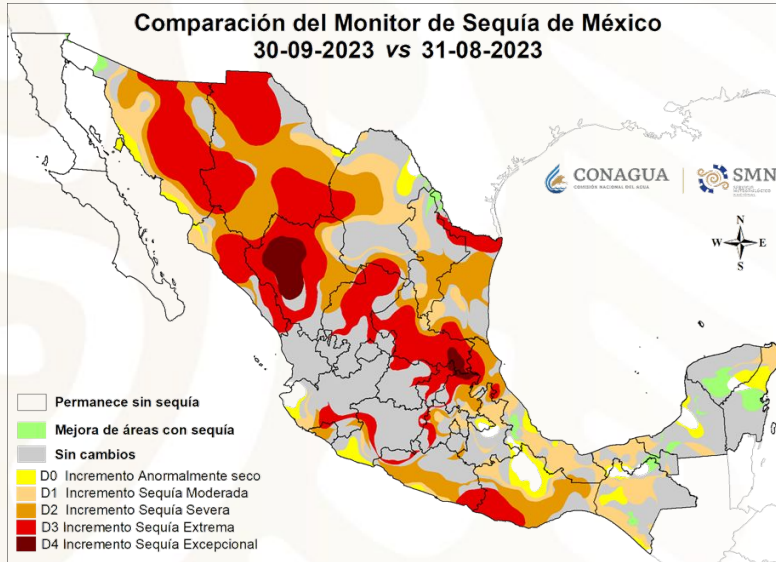 Comparación del Monitor de Sequía de México
30-09-2023 vs 31-08-2023
CONAGUA
COMISIÓN NACIONAL DEL AGUA
SMN
N
W E
S
Permanece sin sequía
Mejora de áreas con sequía
Sin cambios
D0 Incremento Anormalmente seco
D1 Incremento Sequía Moderada
D2 Incremento Sequía Severa
D3 Incremento Sequía Extrema
D4 Incremento Sequía Excepcional